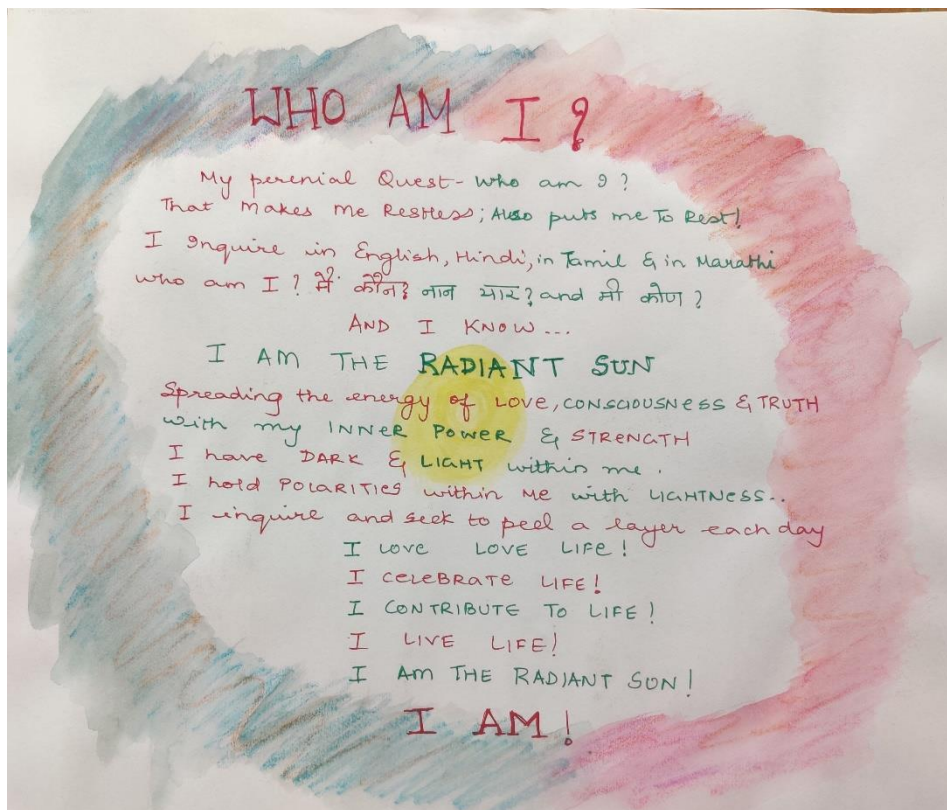 WHO AM I?
My perenial Quest - Who am I?
That makes me Restless; Also puts me To Rest!
I Inquire in English, Hindi, in Tamil & in Marathi
who am I? मैं कौन? नान यार? and मी कोण?
AND I KNOW...
I AM THE RADIANT SUN
Spreading the energy of LOVE, CONSCIOUSNESS & TRUTH
with my INNER POWER & STRENGTH
I have DARK & LIGHT within me.
I hold POLARITIES within Me with LIGHTNESS..
I inquire and seek to peel a layer each day
I LOVE LOVE LIFE!
I CELEBRATE LIFE!
I CONTRIBUTE TO LIFE!
I LIVE LIFE!
I AM THE RADIANT SUN!
I AM!